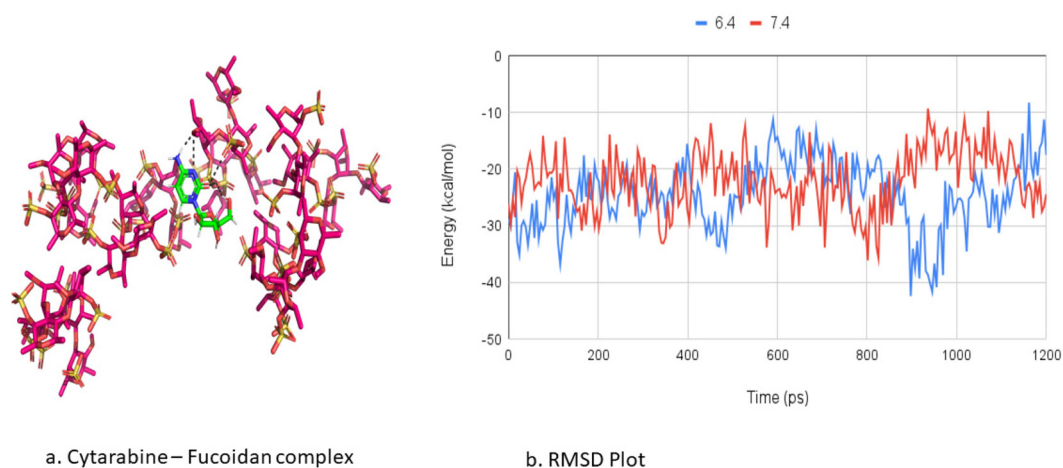 6.4 7.4
0
-10
-20
-30
-40
-50
Energy (kcal/mol)
0 200 400 600 800 1000 1200
Time (ps)
a. Cytarabine – Fucoidan complex
b. RMSD Plot